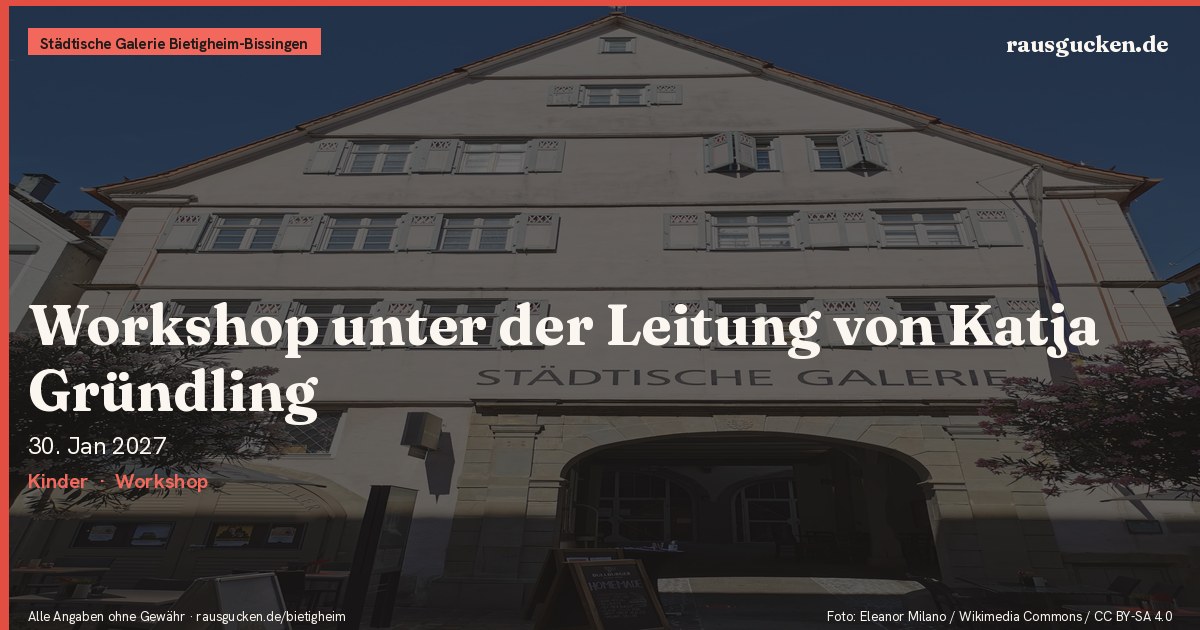 Städtische Galerie Bietigheim-Bissingen
rausgucken.de
Workshop unter der Leitung von Katja
Gründling
STÄDTISCHE GALERIE
30. Jan 2027
Kinder · Workshop
HOMEMADE
Alle Angaben ohne Gewähr · rausgucken.de/bietigheim
Foto: Eleanor Milano / Wikimedia Commons / CC BY-SA 4.0